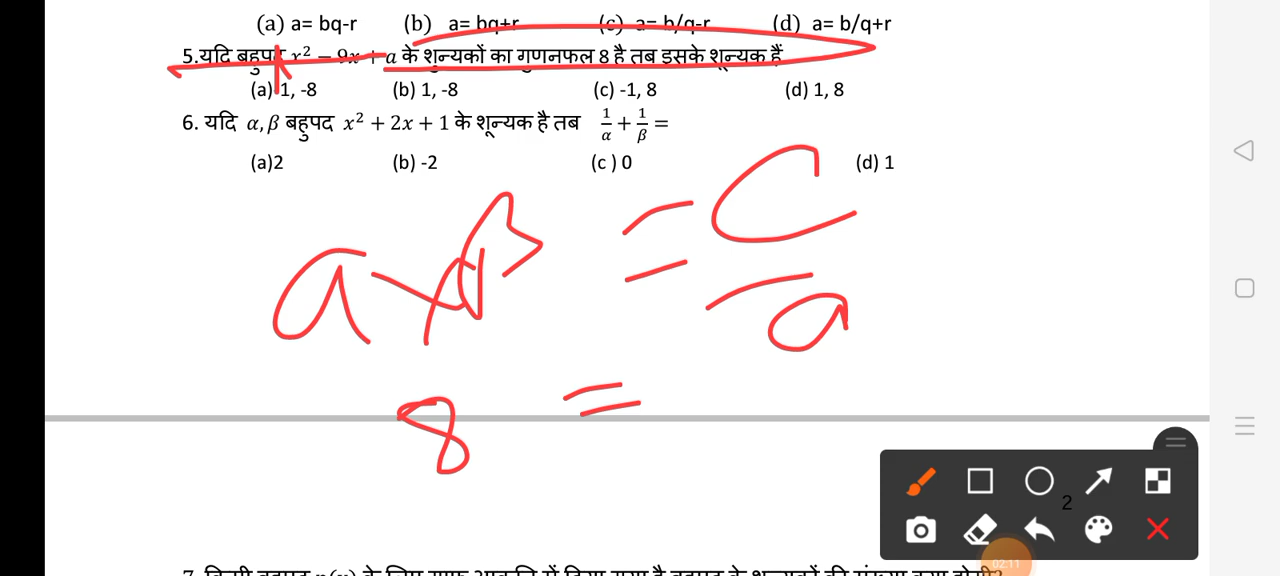 (a) a= bq-r (b) a= bq+r (c) a= b/q-r (d) a= b/q+r
5.यदि बहुपद x² − 9x + a के शुन्यकों का गुणनफल 8 है तब इसके शून्यक हैं
(a) 1, -8 (b) 1, -8 (c) -1, 8 (d) 1, 8
6. यदि α, β बहुपद x² + 2x + 1 के शून्यक है तब 1/α + 1/β =
(a)2 (b) -2 (c ) 0 (d) 1
α × β = C/a
8 =
2
02:11